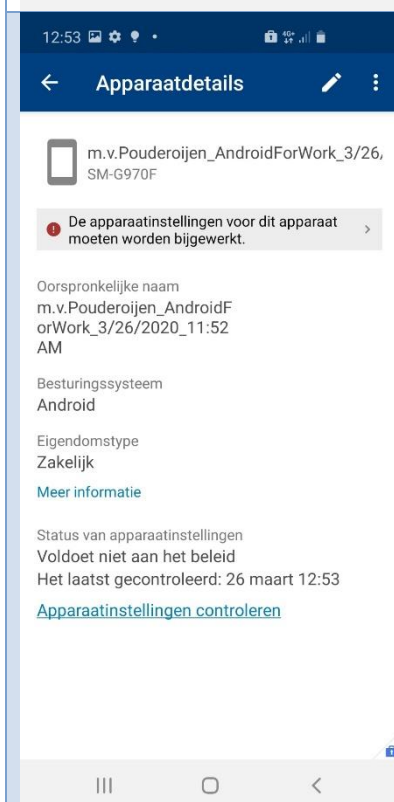 12:53
4G+
Apparaatdetails
m.v.Pouderoijen_AndroidForWork_3/26,
SM-G970F
De apparaatinstellingen voor dit apparaat
moeten worden bijgewerkt.
Oorspronkelijke naam
m.v.Pouderoijen_AndroidF
orWork_3/26/2020_11:52
AM
Besturingssysteem
Android
Eigendomstype
Zakelijk
Meer informatie
Status van apparaatinstellingen
Voldoet niet aan het beleid
Het laatst gecontroleerd: 26 maart 12:53
Apparaatinstellingen controleren